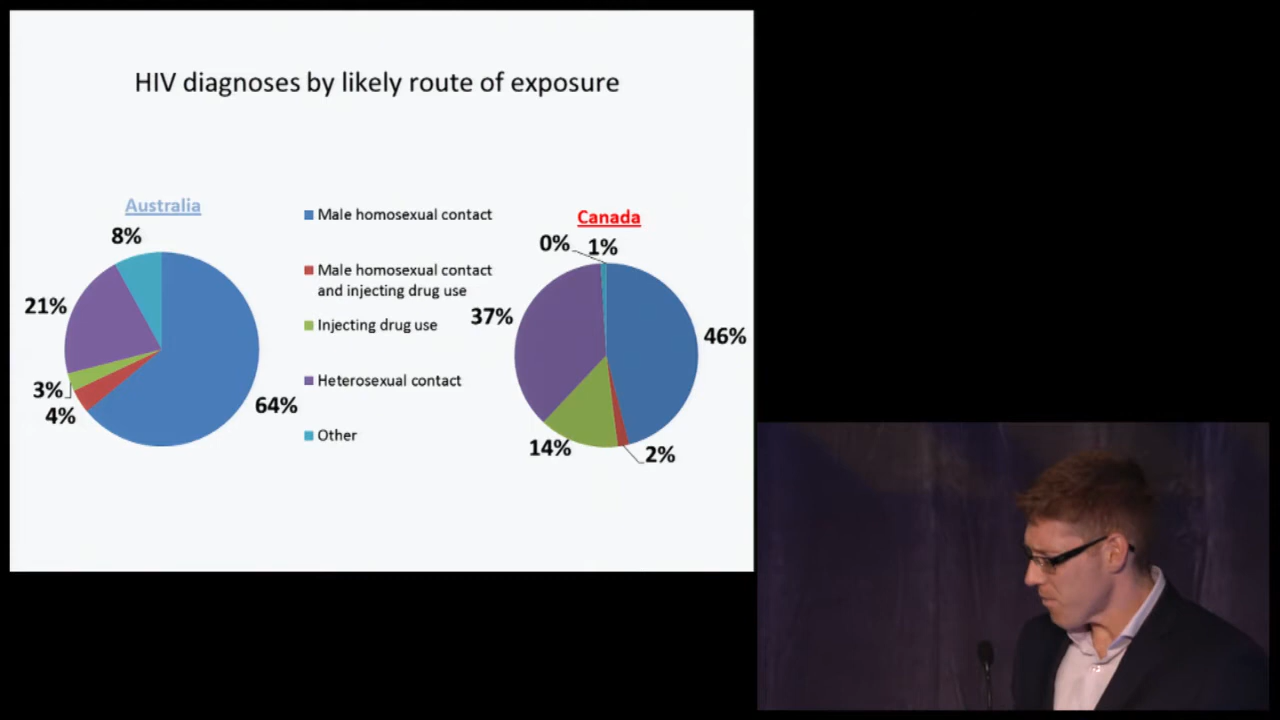 HIV diagnoses by likely route of exposure
Australia
8%
21%
3%
4%
64%
Male homosexual contact
Male homosexual contact
and injecting drug use
Injecting drug use
Heterosexual contact
Other
Canada
0%
1%
37%
46%
14%
2%